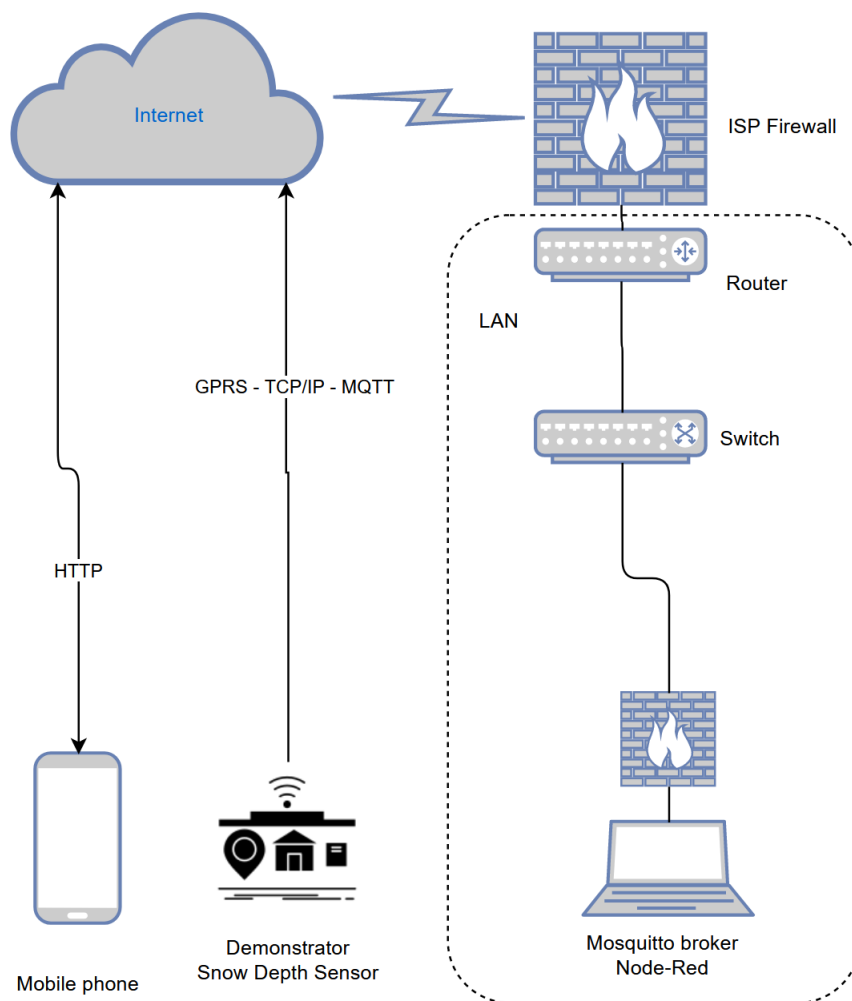 Internet
ISP Firewall
Router
LAN
GPRS - TCP/IP - MQTT
Switch
HTTP
Demonstrator
Snow Depth Sensor
Mosquitto broker
Node-Red
Mobile phone